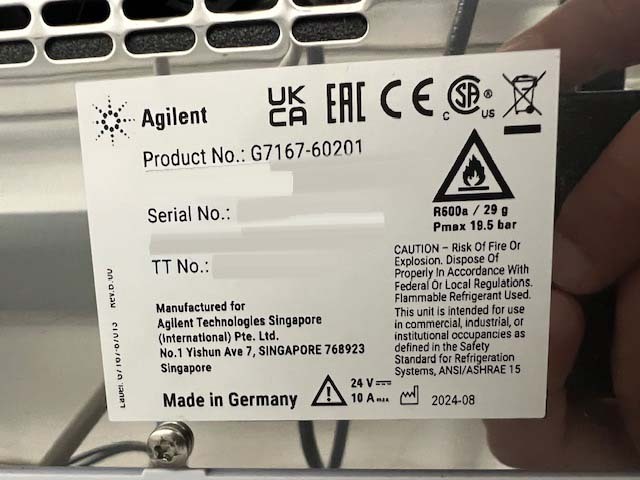 Agilent
UK
CA
EAC
CE
C SA ® US
Product No.: G7167-60201
Serial No.:
TT No.:
R600a / 29 g
Pmax 19.5 bar
CAUTION – Risk Of Fire Or
Explosion. Dispose Of
Properly In Accordance With
Federal Or Local Regulations.
Flammable Refrigerant Used.
This unit is intended for use
in commercial, industrial, or
institutional occupancies as
defined in the Safety
Standard for Refrigeration
Systems, ANSI/ASHRAE 15
Manufactured for
Agilent Technologies Singapore
(International) Pte. Ltd.
No.1 Yishun Ave 7, SINGAPORE 768923
Singapore
Made in Germany
24 V
10 A max
2024-08